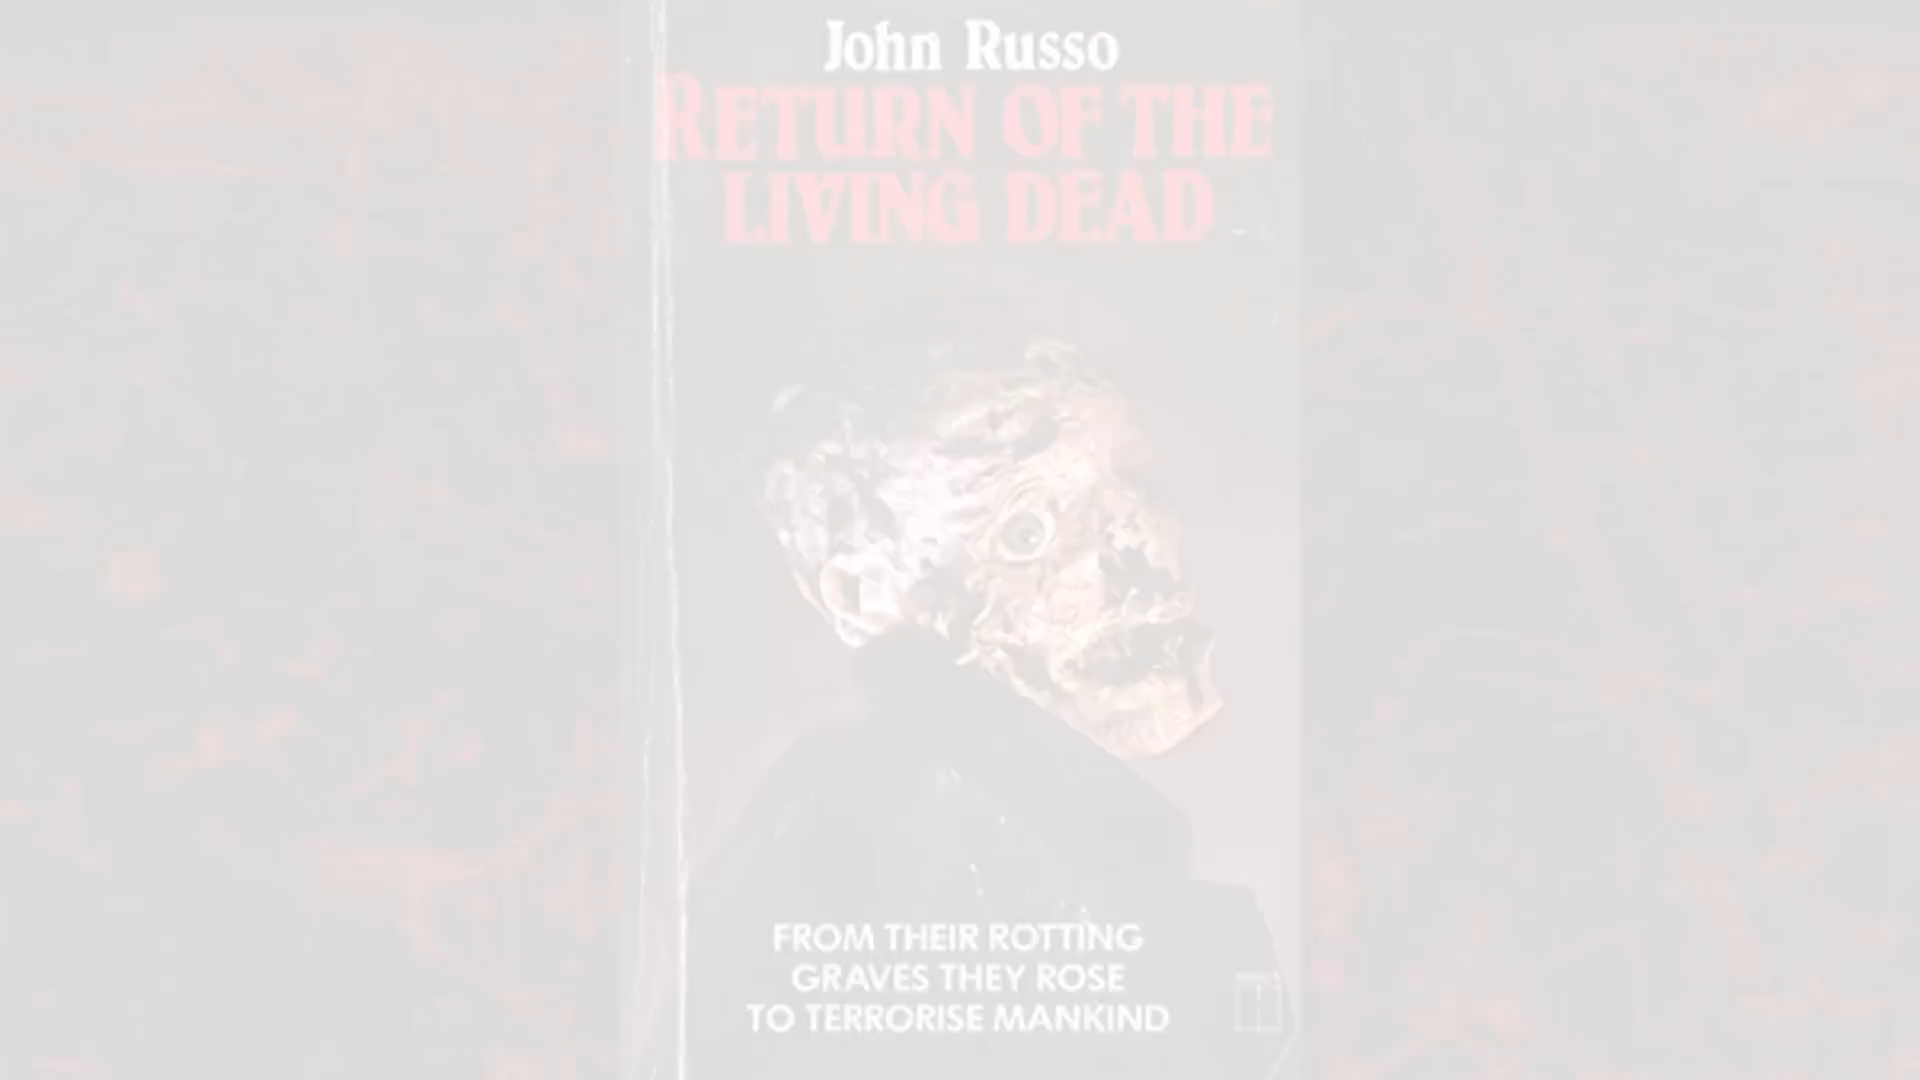 John Russo
RETURN OF THE
LIVING DEAD
FROM THEIR ROTTING
GRAVES THEY ROSE
TO TERRORISE MANKIND